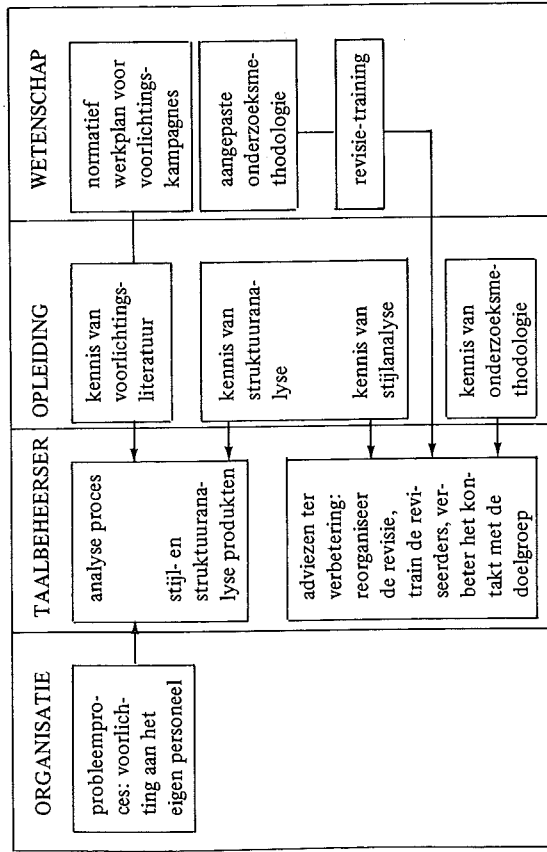 ORGANISATIE
probleempro-
ces: voorlich-
ting aan het
eigen personeel
TAALBEHEERSER
analyse proces
stijl- en
struktuurana-
lyse produkten
adviezen ter
verbetering:
reorganiseer
de revisie,
train de revi-
seerders, ver-
beter het kon-
takt met de
doelgroep
OPLEIDING
kennis van
voorlichtings-
literatuur
kennis van
struktuurana-
lyse
kennis van
stijlanalyse
kennis van
onderzoeksme-
thodologie
WETENSCHAP
normatief
werkplan voor
voorlichtings-
kampagnes
aangepaste
onderzoeksme-
thodologie
revisie-training